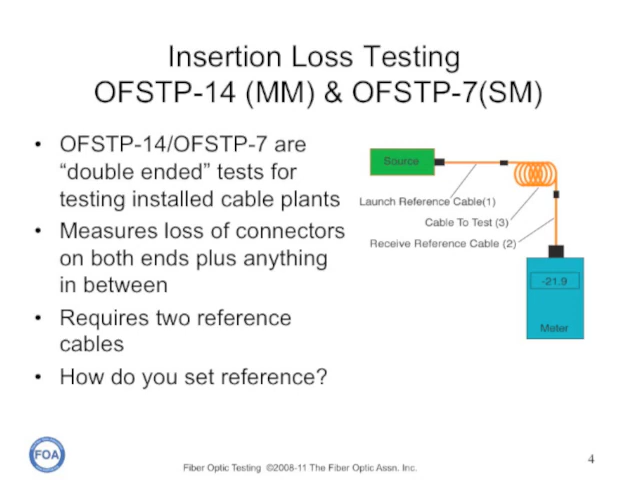 Insertion Loss Testing
OFSTP-14 (MM) & OFSTP-7(SM)
• OFSTP-14/OFSTP-7 are
“double ended” tests for
testing installed cable plants
• Measures loss of connectors
on both ends plus anything
in between
• Requires two reference
cables
• How do you set reference?
Source
Launch Reference Cable(1)
Cable To Test (3)
Receive Reference Cable (2)
-21.9
Meter
FOA
Fiber Optic Testing ©2008-11 The Fiber Optic Assn. Inc.
4